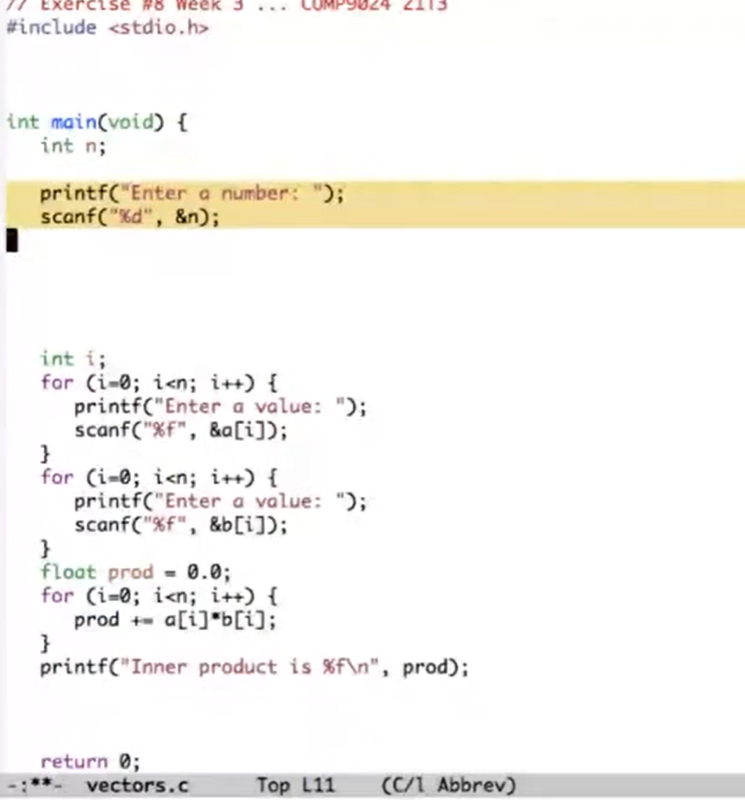 // Exercise #8 Week 3 ... COMP9024 21T3
#include <stdio.h>
int main(void) {
int n;
printf("Enter a number: ");
scanf("%d", &n);
int i;
for (i=0; i<n; i++) {
printf("Enter a value: ");
scanf("%f", &a[i]);
}
for (i=0; i<n; i++) {
printf("Enter a value: ");
scanf("%f", &b[i]);
}
float prod = 0.0;
for (i=0; i<n; i++) {
prod += a[i]*b[i];
}
printf("Inner product is %f\n", prod);
return 0;
-:**- vectors.c Top L11 (C/l Abbrev)